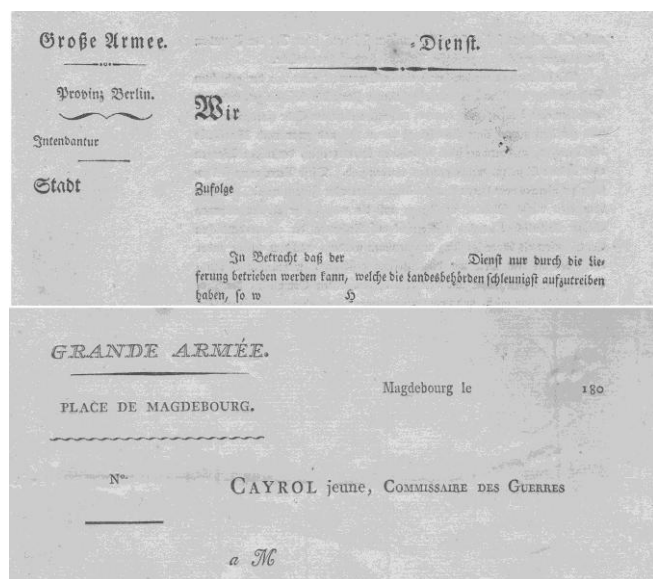 Große Armee.
Dienst.
Provinz Berlin.
Intendantur
Stadt
Wir
Zufolge
In Betracht daß der Dienst nur durch die Lie-
ferung betrieben werden kann, welche die Landesbehörden schleunigst aufzutreiben
haben, so w H
GRANDE ARMÉE.
PLACE DE MAGDEBOURG.
Magdebourg le 180
Nº.
CAYROL jeune, COMMISSAIRE DES GUERRES
a M